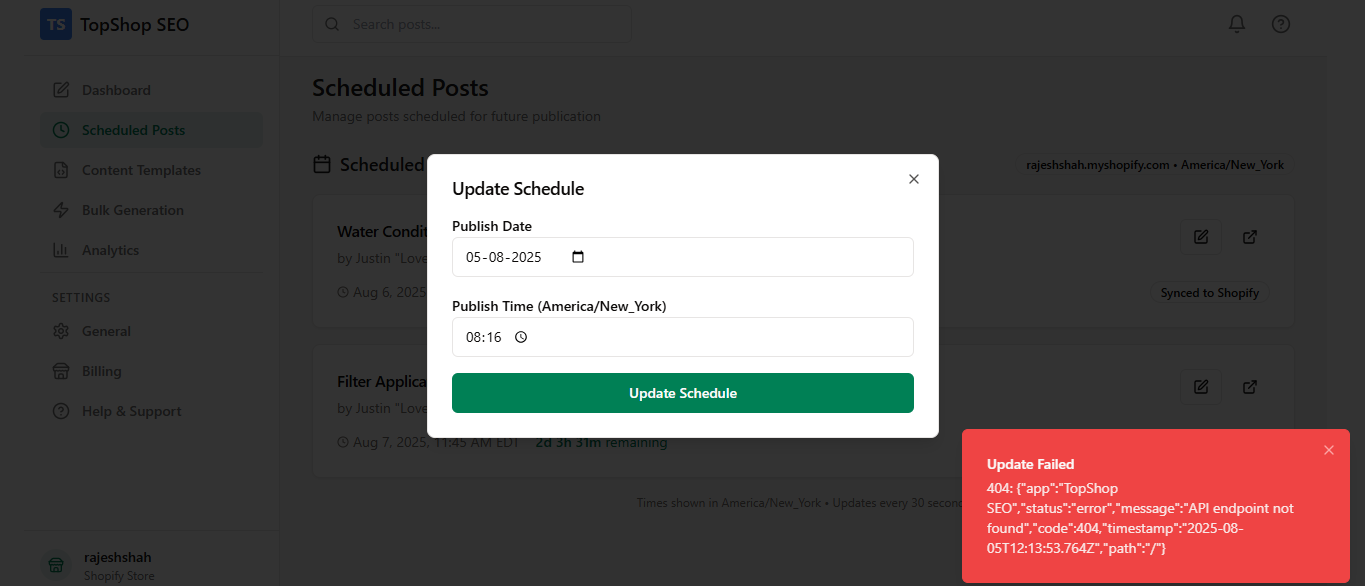 TS TopShop SEO
Search posts...
Dashboard
Scheduled Posts
Content Templates
Bulk Generation
Analytics
SETTINGS
General
Billing
Help & Support
rajeshshah
Shopify Store
Scheduled Posts
Manage posts scheduled for future publication
Scheduled
rajeshshah.myshopify.com • America/New_York
Water Condit
by Justin "Love
Aug 6, 2025
Synced to Shopify
Filter Applica
by Justin "Love
Aug 7, 2025, 11:45 AM EDT 2d 3h 31m remaining
Times shown in America/New_York • Updates every 30 second
Update Schedule
Publish Date
05-08-2025
Publish Time (America/New_York)
08:16
Update Schedule
Update Failed
404: {"app":"TopShop
SEO","status":"error","message":"API endpoint not
found","code":404,"timestamp":"2025-08-
05T12:13:53.764Z","path":"/"}